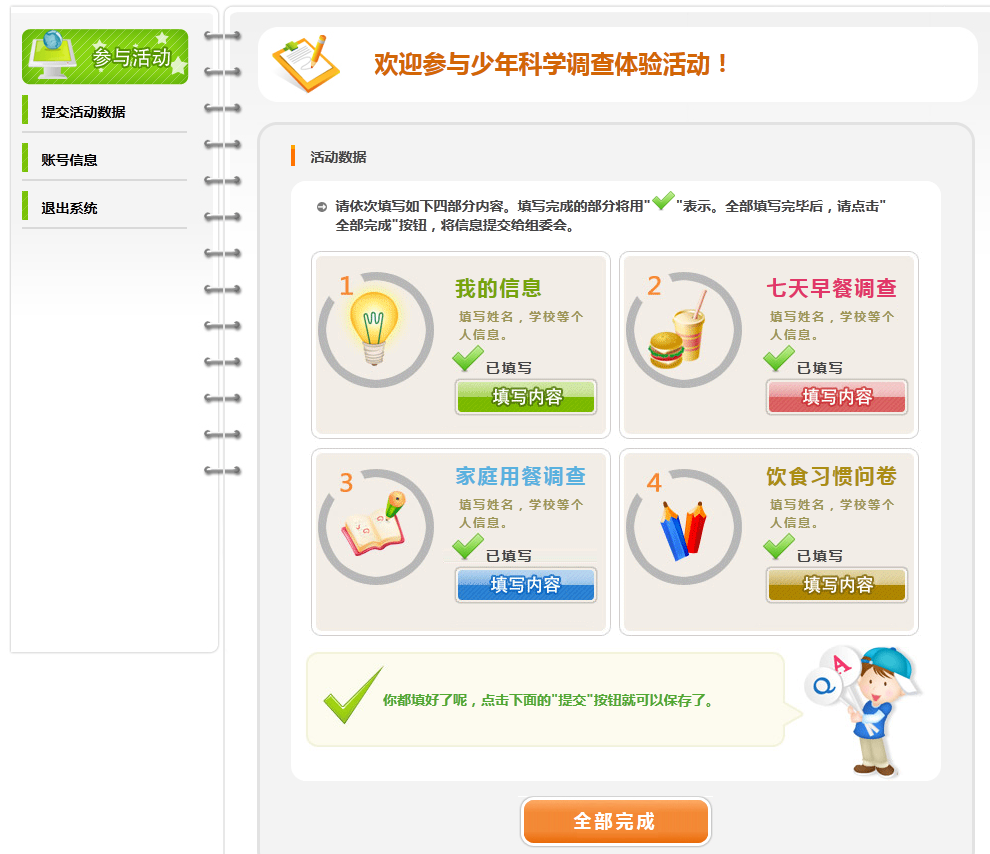 参与活动
提交活动数据
账号信息
退出系统
欢迎参与少年科学调查体验活动！
活动数据
请依次填写如下四部分内容。填写完成的部分将用" "表示。全部填写完毕后，请点击"
全部完成"按钮，将信息提交给组委会。
1
我的信息
填写姓名，学校等个
人信息。
已填写
填写内容
2
七天早餐调查
填写姓名，学校等个
人信息。
已填写
填写内容
3
家庭用餐调查
填写姓名，学校等个
人信息。
已填写
填写内容
4
饮食习惯问卷
填写姓名，学校等个
人信息。
已填写
填写内容
你都填好了呢，点击下面的"提交"按钮就可以保存了。
A
Q
全部完成